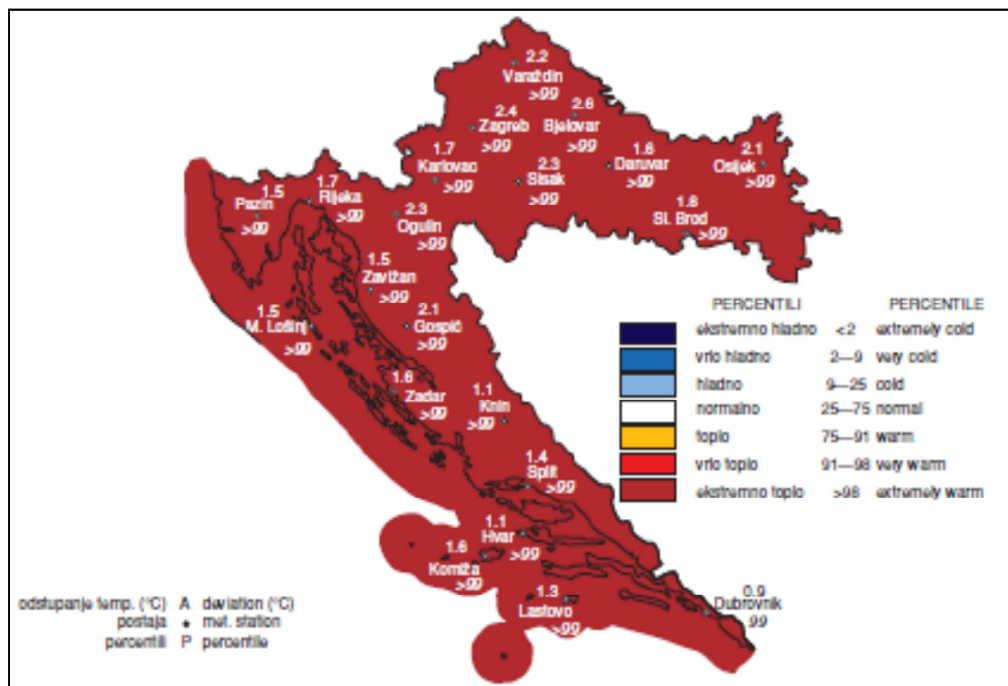 2.2
Varaždin
>99
2.4
Zagreb
>99
2.6
Bjelovar
>99
1.7
Karlovac
>99
2.3
Sisak
>99
1.6
Daruvar
>99
2.1
Osijek
>99
1.8
Sl. Brod
>99
1.5
Pazin
>99
1.7
Rijeka
>99
2.3
Ogulin
>99
1.5
Zavižan
>99
1.5
M. Lošinj
>99
2.1
Gospić
>99
1.6
Zadar
>99
1.1
Knin
>99
1.4
Split
>99
1.1
Hvar
>99
1.6
Komiža
>99
1.3
Lastovo
>99
0.9
Dubrovnik
99
PERCENTILI PERCENTILE
ekstremno hladno <2 extremely cold
vrlo hladno 2—9 very cold
hladno 9—25 cold
normalno 25—75 normal
toplo 75—91 warm
vrlo toplo 91—98 very warm
ekstremno toplo >98 extremely warm
odstupanje temp. (°C) A deviation (°C)
postaja • met. station
percentili P percentile